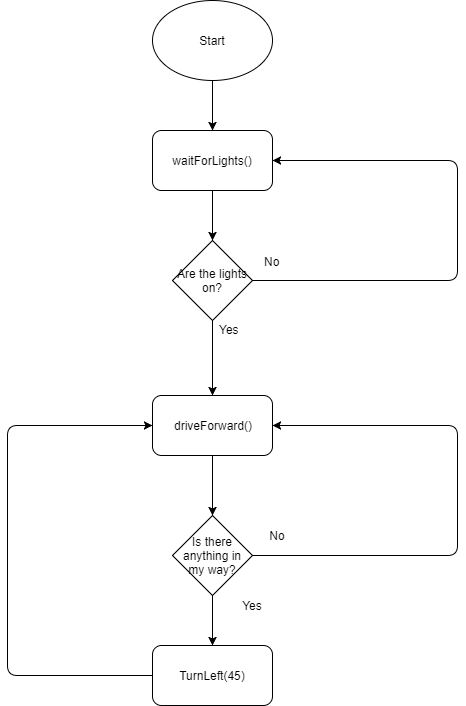 Start
waitForLights()
Are the lights
on?
No
Yes
driveForward()
Is there
anything in
my way?
No
Yes
TurnLeft(45)